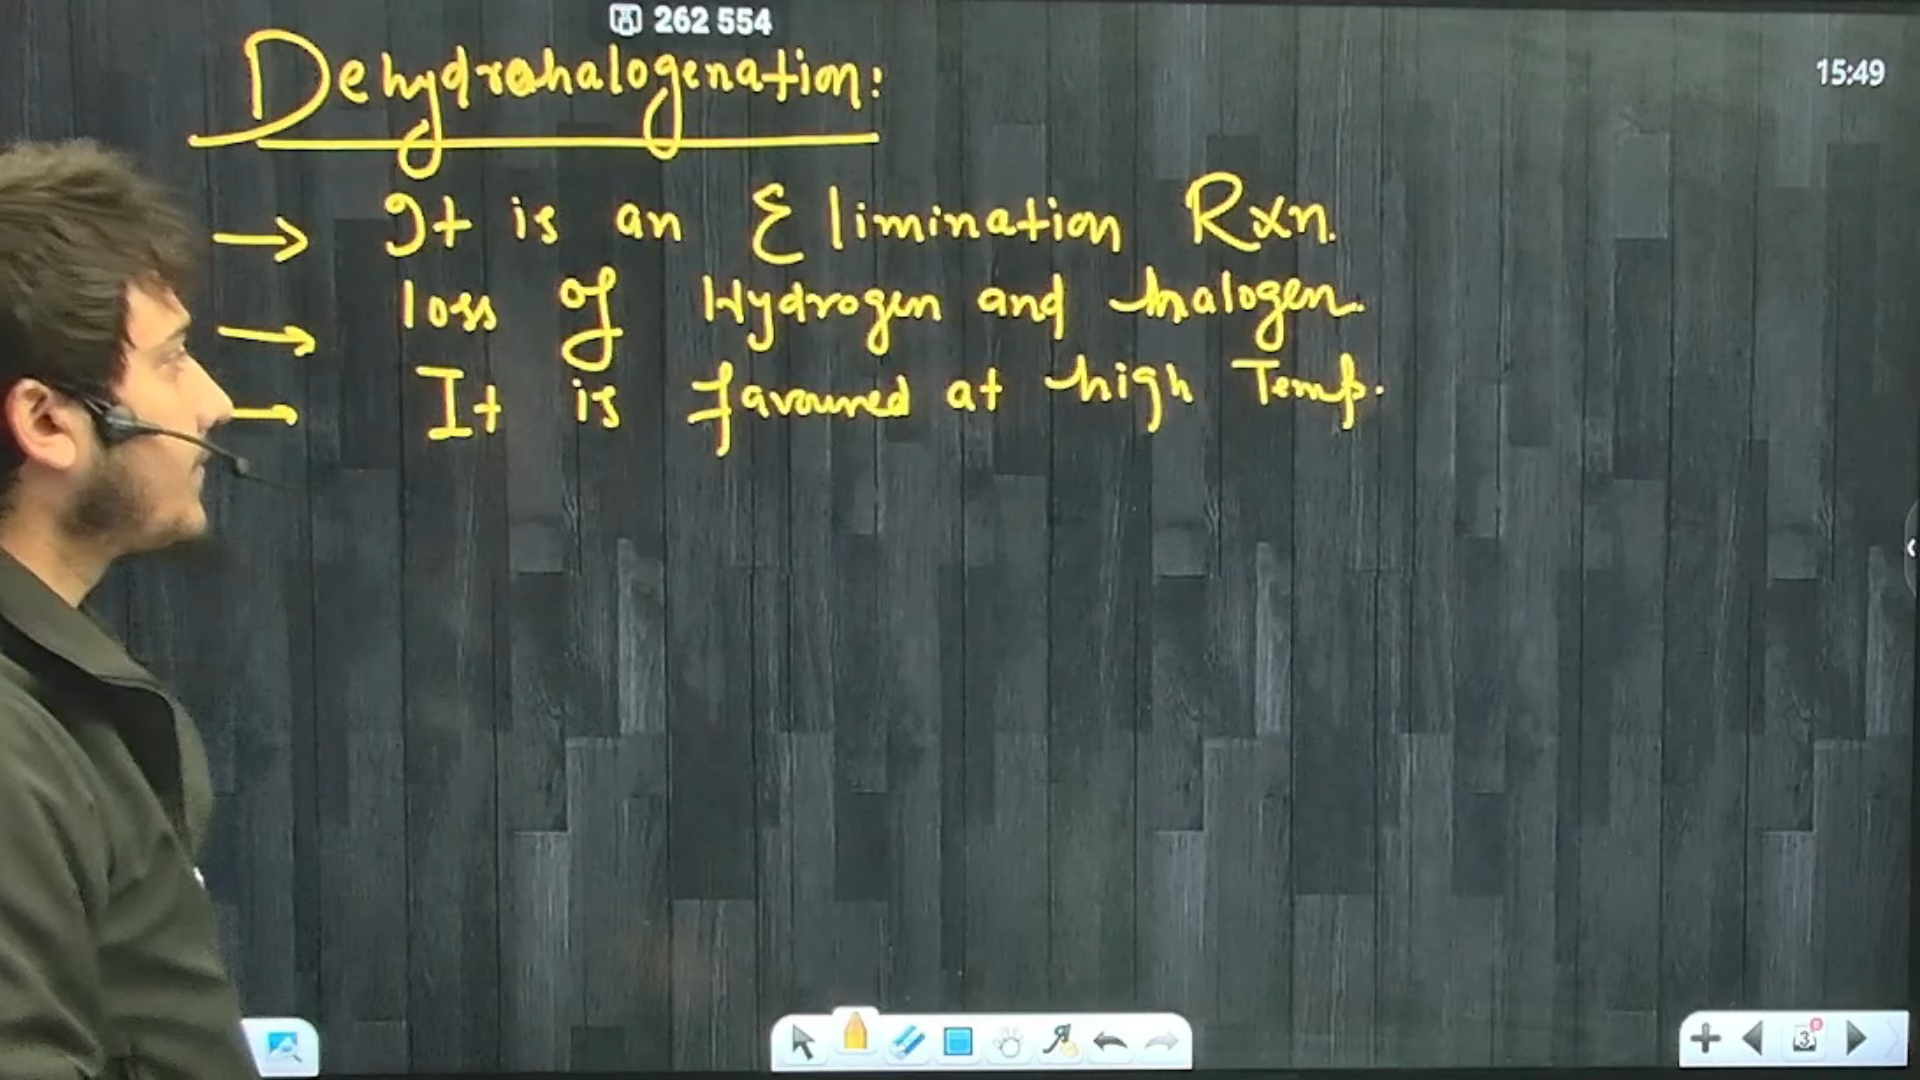 262 554
15:49
Dehydrohalogenation:
→ It is an Elimination Rxn.
→ loss of Hydrogen and halogen.
→ It is favoured at high Temp.
3